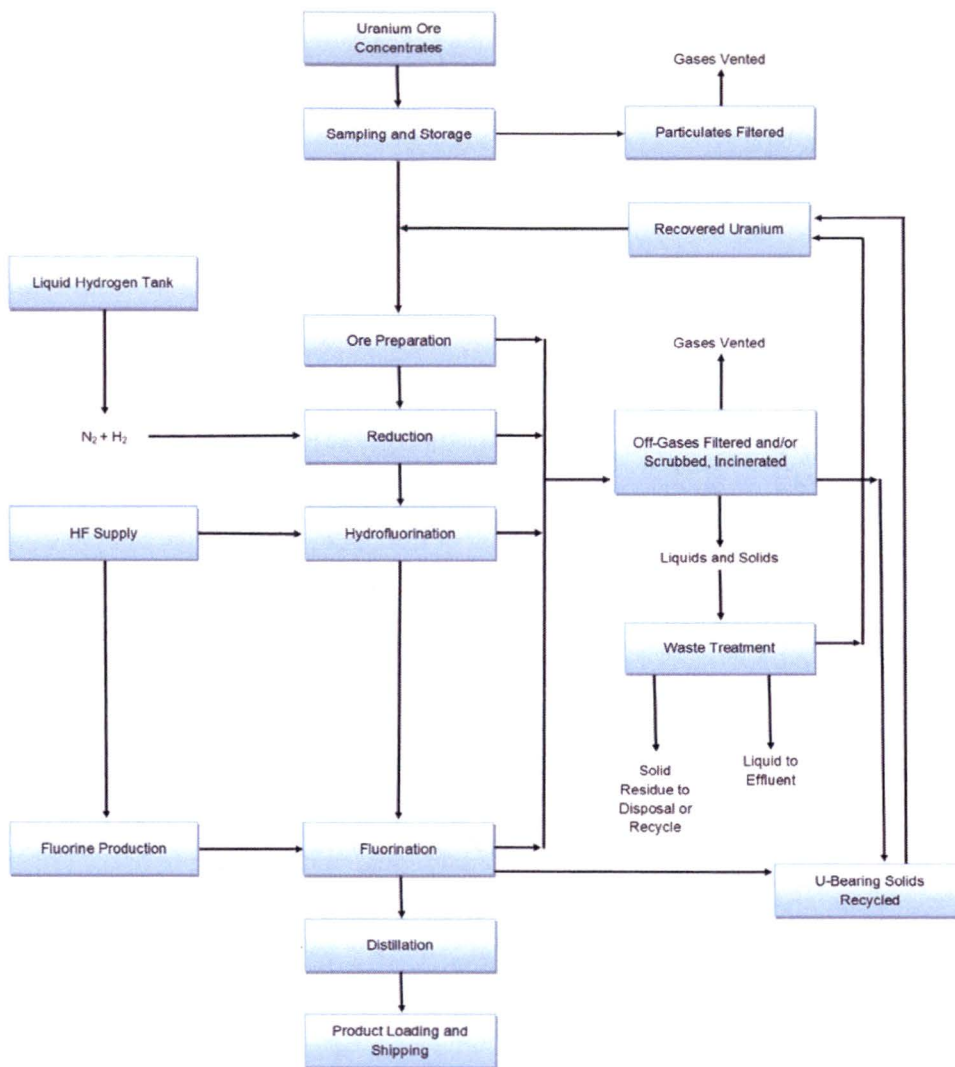 Uranium Ore
Concentrates
Gases Vented
Sampling and Storage
Particulates Filtered
Recovered Uranium
Liquid Hydrogen Tank
Ore Preparation
Gases Vented
N₂ + H₂
Reduction
Off-Gases Filtered and/or
Scrubbed, Incinerated
HF Supply
Hydrofluorination
Liquids and Solids
Waste Treatment
Solid
Residue to
Disposal or
Recycle
Liquid to
Effluent
Fluorine Production
Fluorination
U-Bearing Solids
Recycled
Distillation
Product Loading and
Shipping